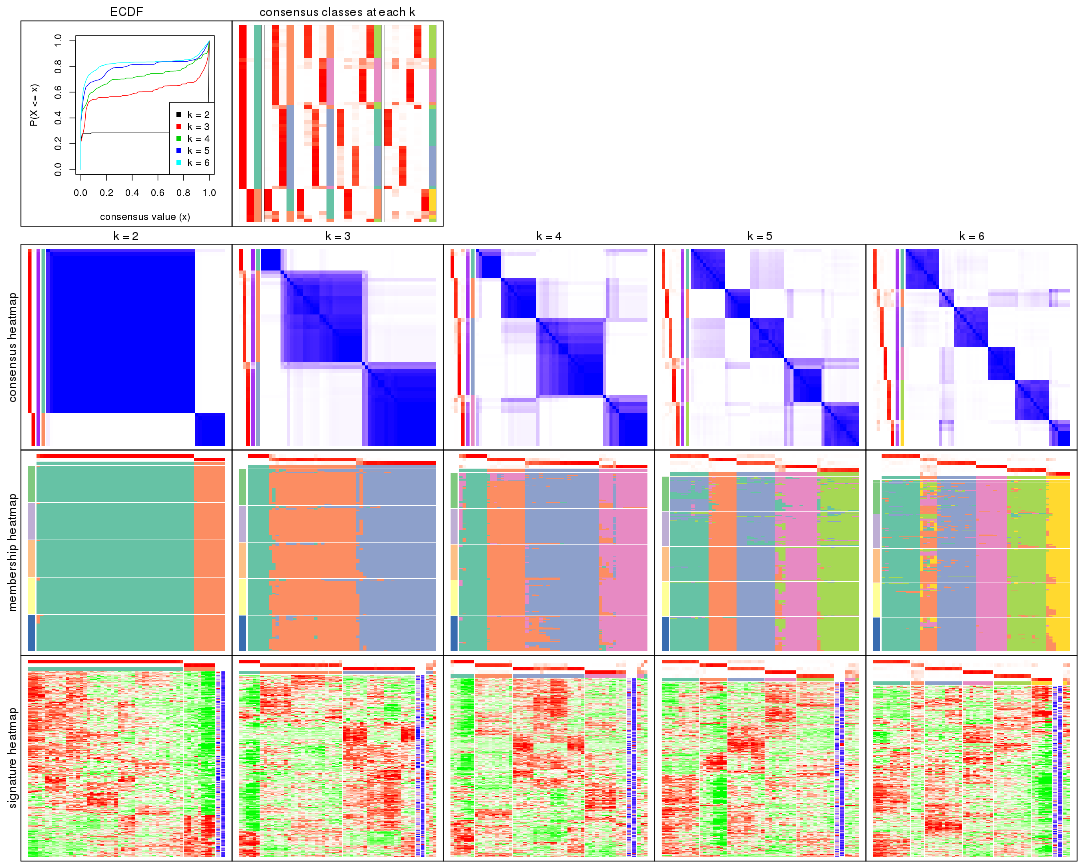 ECDF
consensus classes at each k
P(X <= x)
0.0 0.2 0.4 0.6 0.8 1.0
k = 2
k = 3
k = 4
k = 5
k = 6
0.0 0.2 0.4 0.6 0.8 1.0
consensus value (x)
k = 2 k = 3 k = 4 k = 5 k = 6
consensus heatmap
membership heatmap
signature heatmap